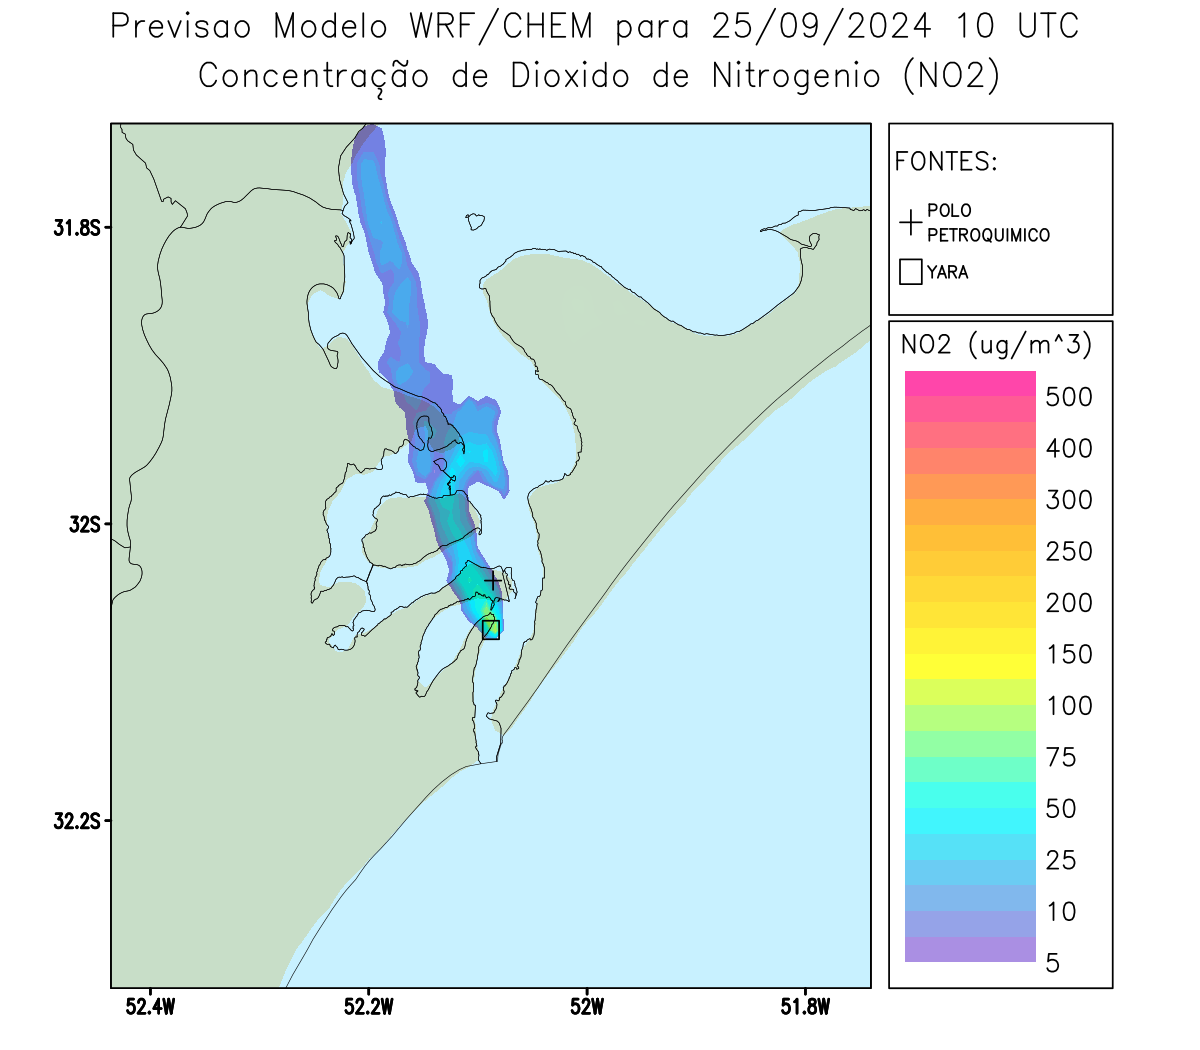 Previsao Modelo WRF/CHEM para 25/09/2024 10 UTC
Concentração de Dioxido de Nitrogenio (NO2)
FONTES:
POLO
PETROQUIMICO
YARA
NO2 (ug/m^3)
500
400
300
250
200
150
100
75
50
25
10
5
31.8S
32S
32.2S
52.4W
52.2W
52W
51.8W